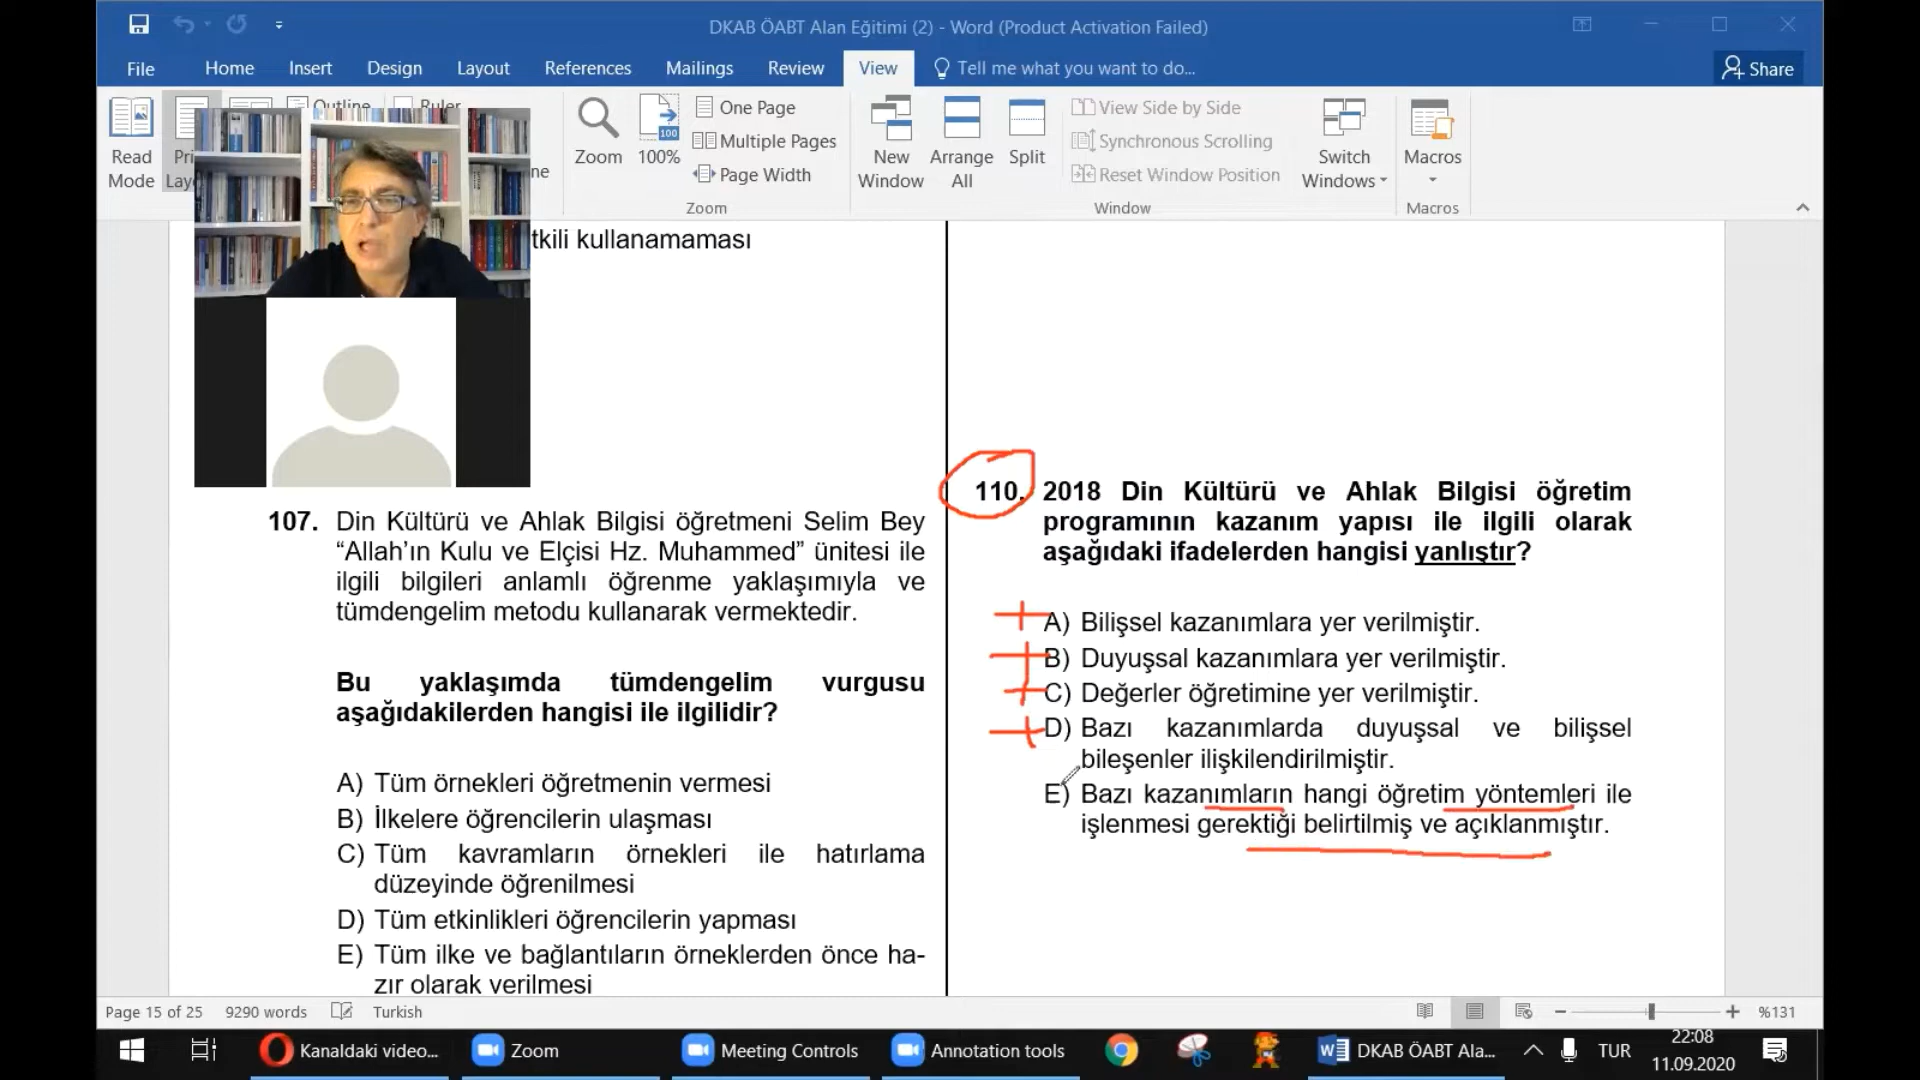 DKAB ÖABT Alan Eğitimi (2) - Word (Product Activation Failed)
File Home Insert Design Layout References Mailings Review View Tell me what you want to do... Share
Outline Ruler
Read Mode
Zoom
100%
100
One Page
Multiple Pages
Page Width
Zoom
New Window
Arrange All
Split
View Side by Side
Synchronous Scrolling
Reset Window Position
Window
Switch Windows
Macros
Macros
tkili kullanamaması
107. Din Kültürü ve Ahlak Bilgisi öğretmeni Selim Bey
“Allah’ın Kulu ve Elçisi Hz. Muhammed” ünitesi ile
ilgili bilgileri anlamlı öğrenme yaklaşımıyla ve
tümdengelim metodu kullanarak vermektedir.
Bu yaklaşımda tümdengelim vurgusu
aşağıdakilerden hangisi ile ilgilidir?
A) Tüm örnekleri öğretmenin vermesi
B) İlkelere öğrencilerin ulaşması
C) Tüm kavramların örnekleri ile hatırlama
düzeyinde öğrenilmesi
D) Tüm etkinlikleri öğrencilerin yapması
E) Tüm ilke ve bağlantıların örneklerden önce ha-
zır olarak verilmesi
110. 2018 Din Kültürü ve Ahlak Bilgisi öğretim
programının kazanım yapısı ile ilgili olarak
aşağıdaki ifadelerden hangisi yanlıştır?
A) Bilişsel kazanımlara yer verilmiştir.
B) Duyuşsal kazanımlara yer verilmiştir.
C) Değerler öğretimine yer verilmiştir.
D) Bazı kazanımlarda duyuşsal ve bilişsel
bileşenler ilişkilendirilmiştir.
E) Bazı kazanımların hangi öğretim yöntemleri ile
işlenmesi gerektiği belirtilmiş ve açıklanmıştır.
Page 15 of 25 9290 words Turkish %131
Kanaldaki video... Zoom Meeting Controls Annotation tools DKAB ÖABT Ala... TUR 22:08
11.09.2020